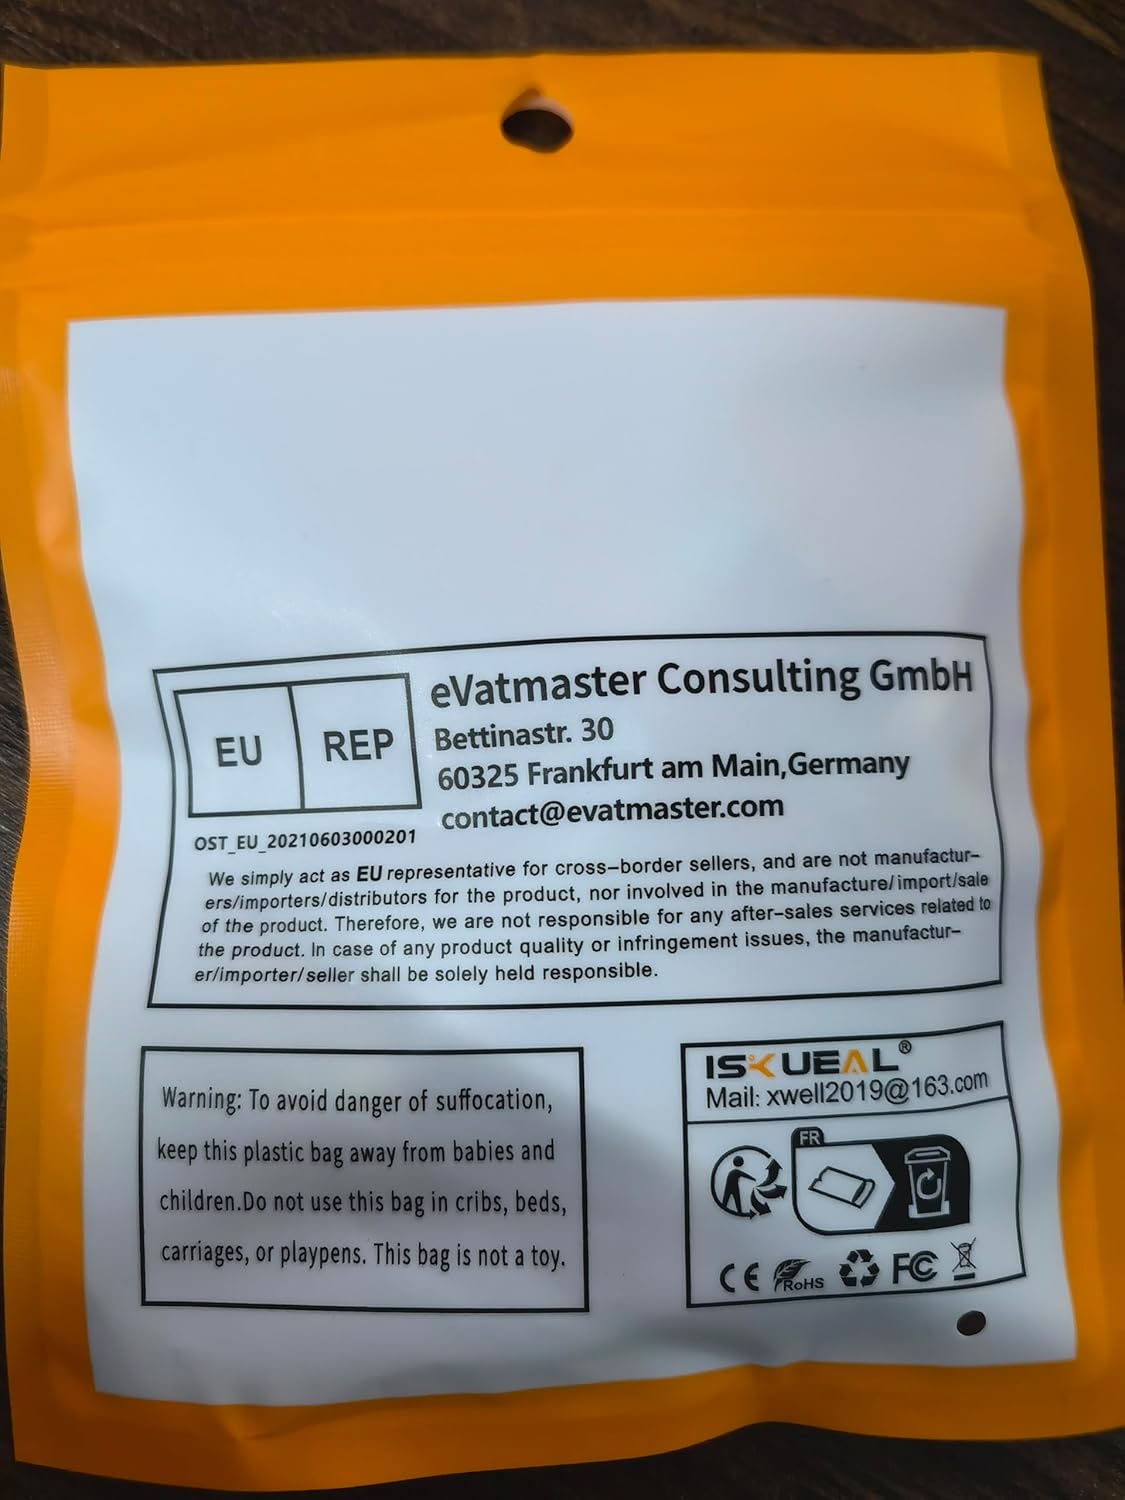 EU REP
eVatmaster Consulting GmbH
Bettinastr. 30
60325 Frankfurt am Main,Germany
contact@evatmaster.com
OST_EU_20210603000201
We simply act as EU representative for cross-border sellers, and are not manufactur-
ers/importers/distributors for the product, nor involved in the manufacture/import/sale
of the product. Therefore, we are not responsible for any after-sales services related to
the product. In case of any product quality or infringement issues, the manufactur-
er/importer/seller shall be solely held responsible.
Warning: To avoid danger of suffocation,
keep this plastic bag away from babies and
children.Do not use this bag in cribs, beds,
carriages, or playpens. This bag is not a toy.
ISKUEAL®
Mail: xwell2019@163.com
FR
CE RoHS FC